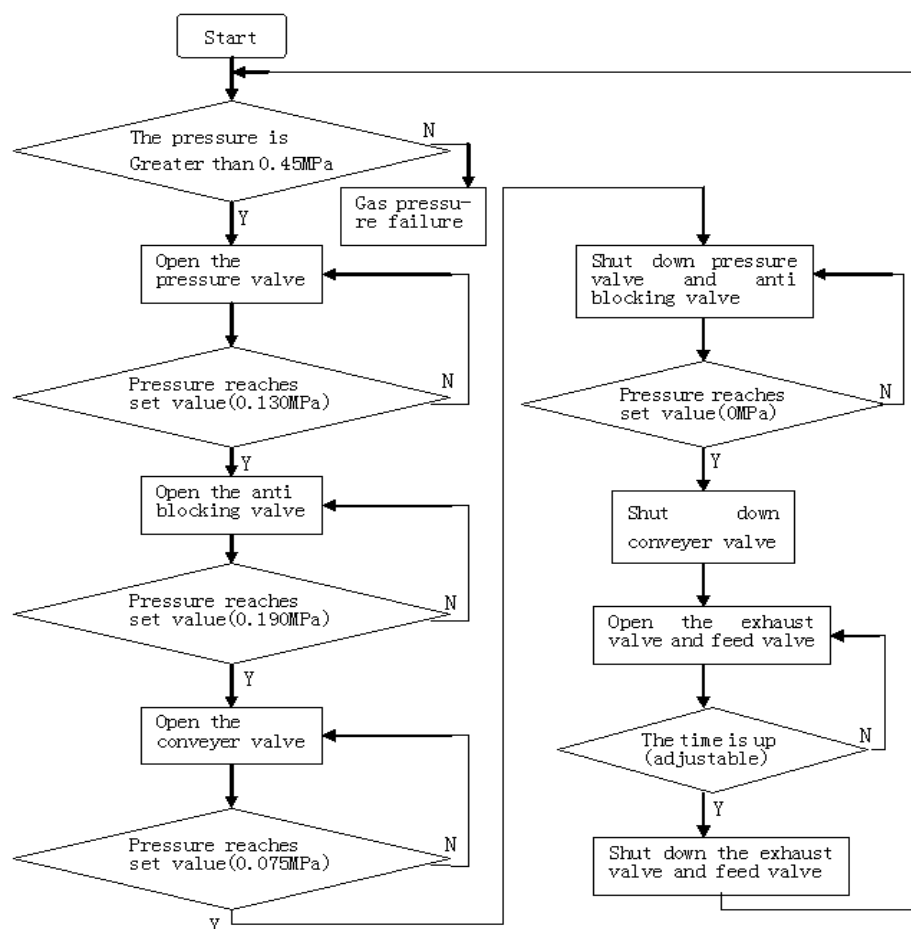 Start
The pressure is
Greater than 0.45MPa
N
Gas pressu-
re failure
Y
Open the
pressure valve
Pressure reaches
set value(0.130MPa)
N
Y
Open the anti
blocking valve
Pressure reaches
set value(0.190MPa)
N
Y
Open the
conveyer valve
Pressure reaches
set value(0.075MPa)
N
Y
Shut down pressure
valve and anti
blocking valve
Pressure reaches
set value(0MPa)
N
Y
Shut down
conveyer valve
Open the exhaust
valve and feed valve
The time is up
(adjustable)
N
Y
Shut down the exhaust
valve and feed valve